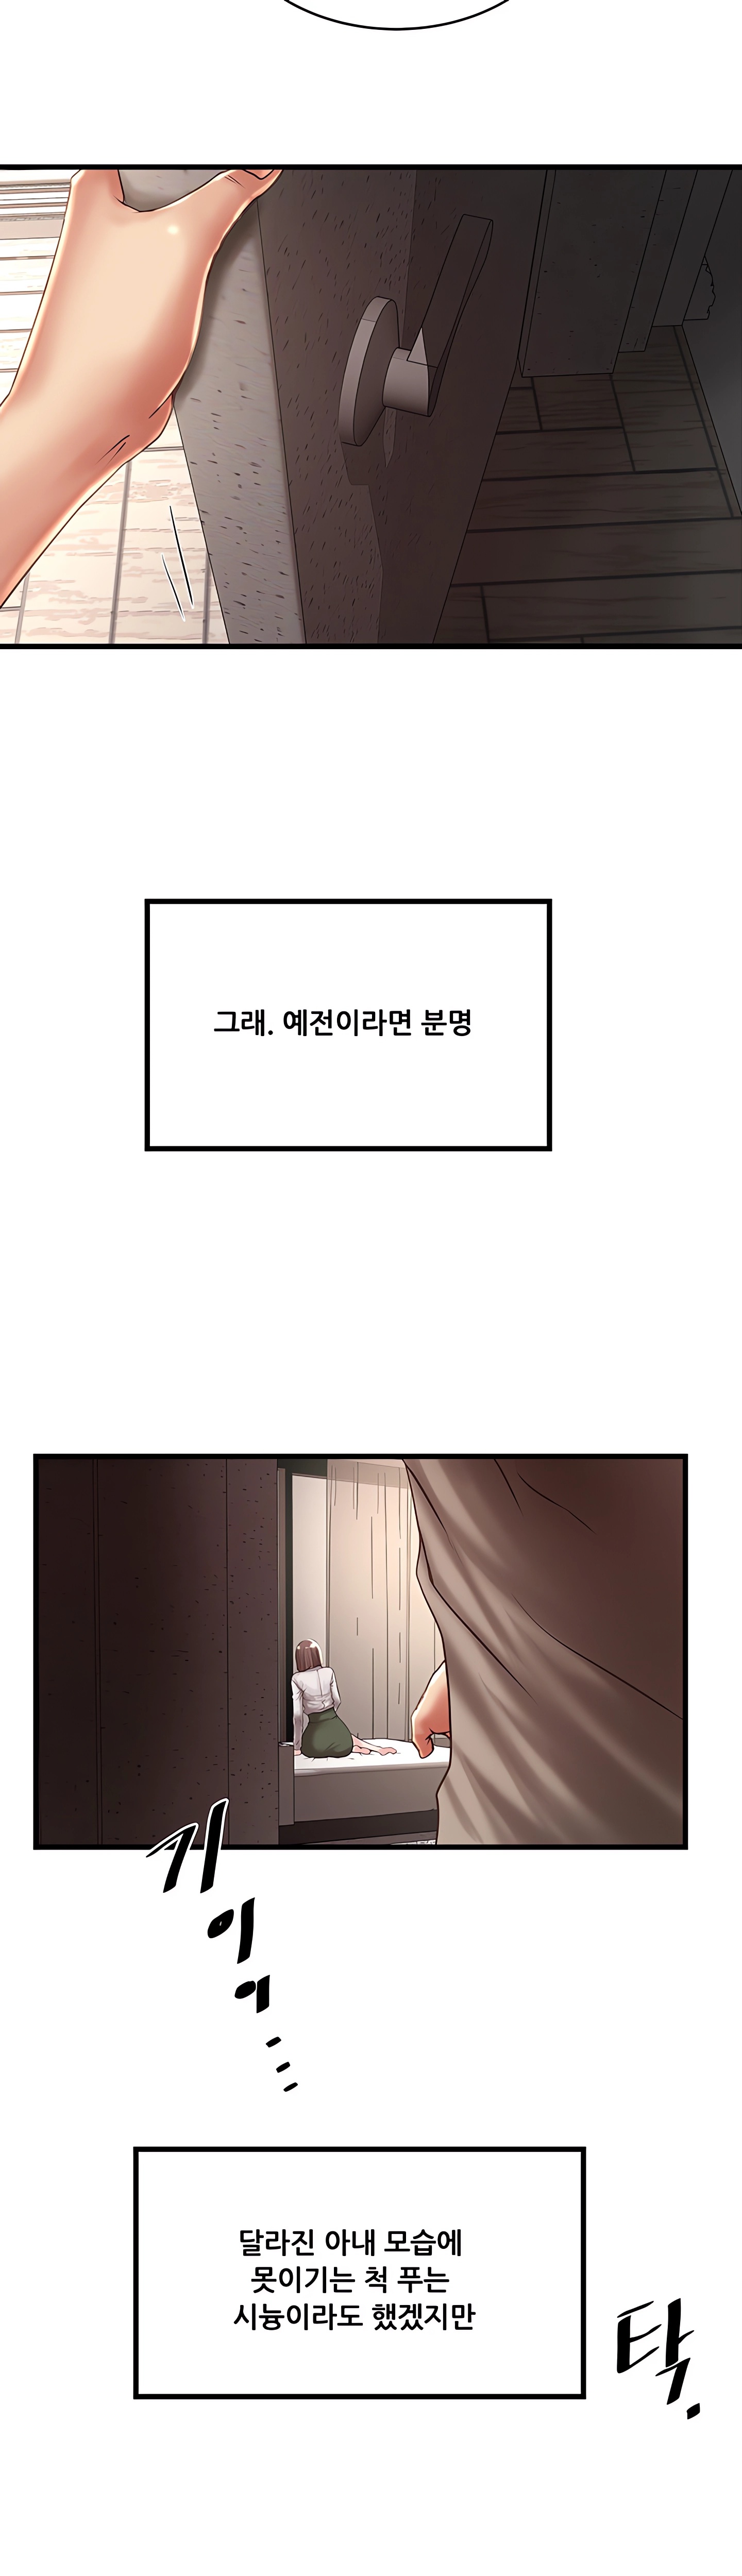 그래. 예전이라면 분명
기
이
이
달라진 아내 모습에
못이기는 척 푸는
시늉이라도 했겠지만
탁.